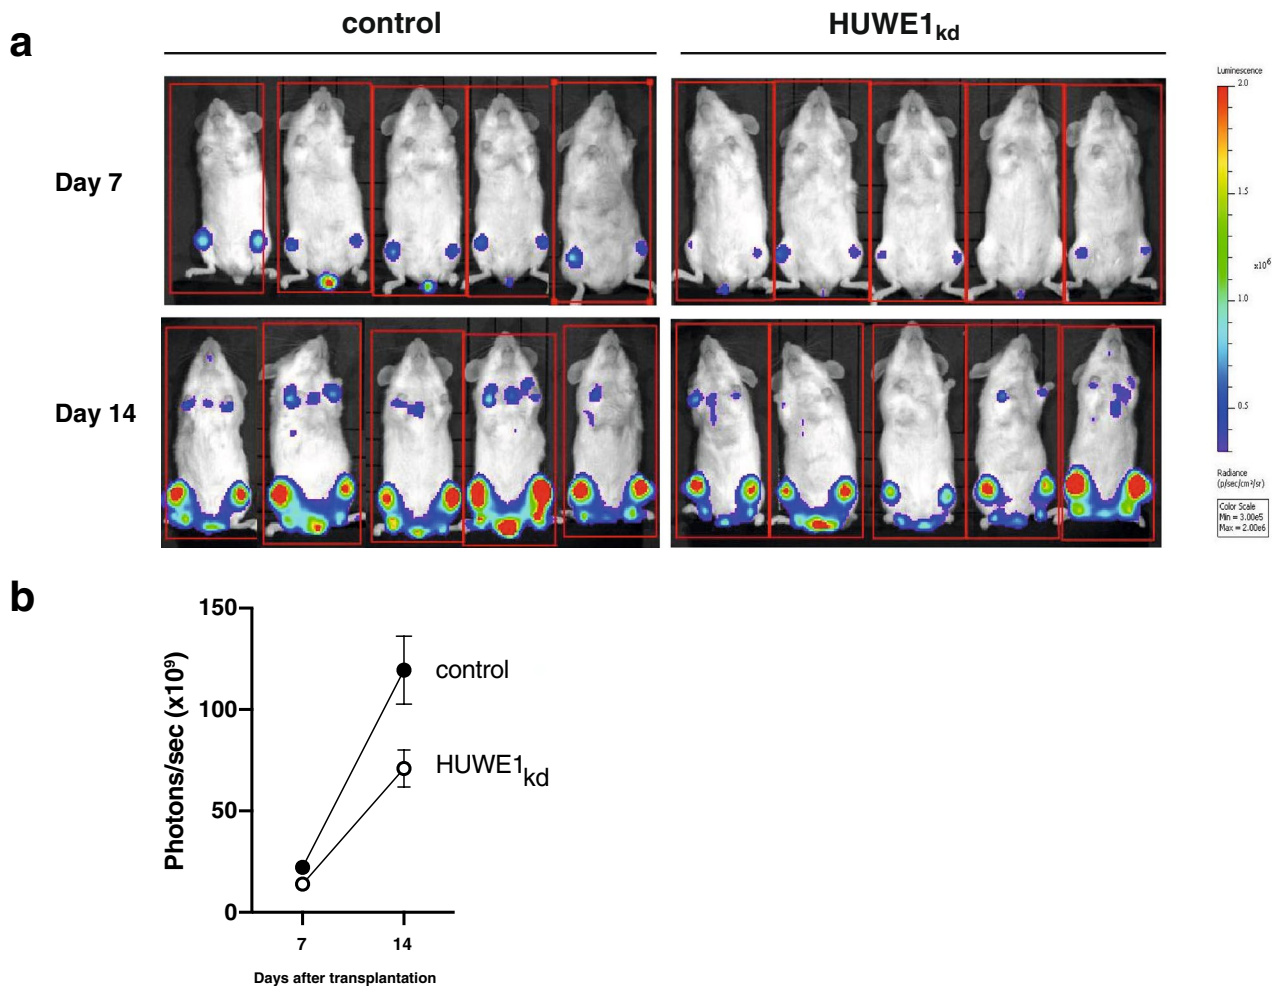 a
control
HUWE1kd
Day 7
Day 14
Luminescence
2.0
1.5
x10⁶
1.0
0.5
Radiance
(p/sec/cm²/sr)
Color Scale
Min = 3.00e5
Max = 2.00e6
b
Photons/sec (x10⁹)
150
100
50
0
control
HUWE1kd
7
14
Days after transplantation